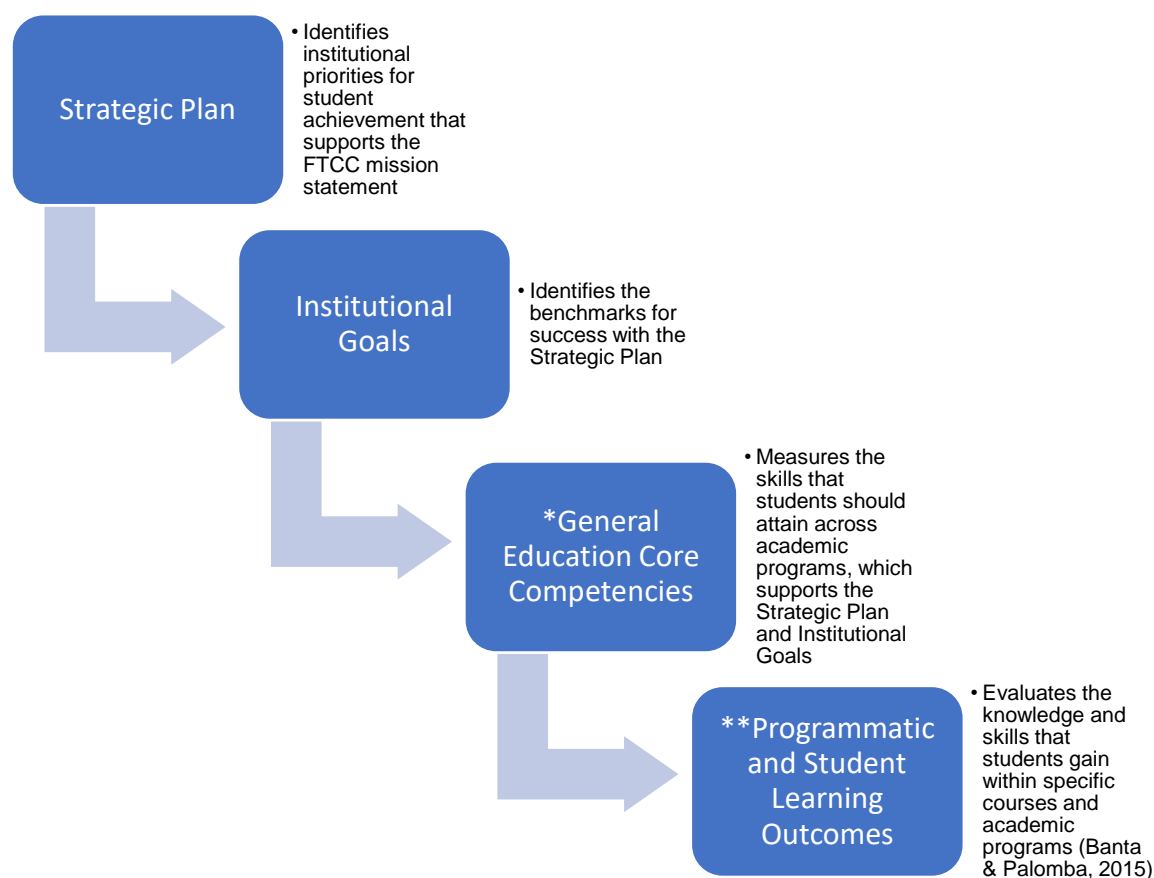 Strategic Plan
• Identifies
institutional
priorities for
student
achievement that
supports the
FTCC mission
statement
Institutional
Goals
• Identifies the
benchmarks for
success with the
Strategic Plan
*General
Education Core
Competencies
• Measures the
skills that
students should
attain across
academic
programs, which
supports the
Strategic Plan
and Institutional
Goals
**Programmatic
and Student
Learning
Outcomes
• Evaluates the
knowledge and
skills that
students gain
within specific
courses and
academic
programs (Banta
& Palomba, 2015)